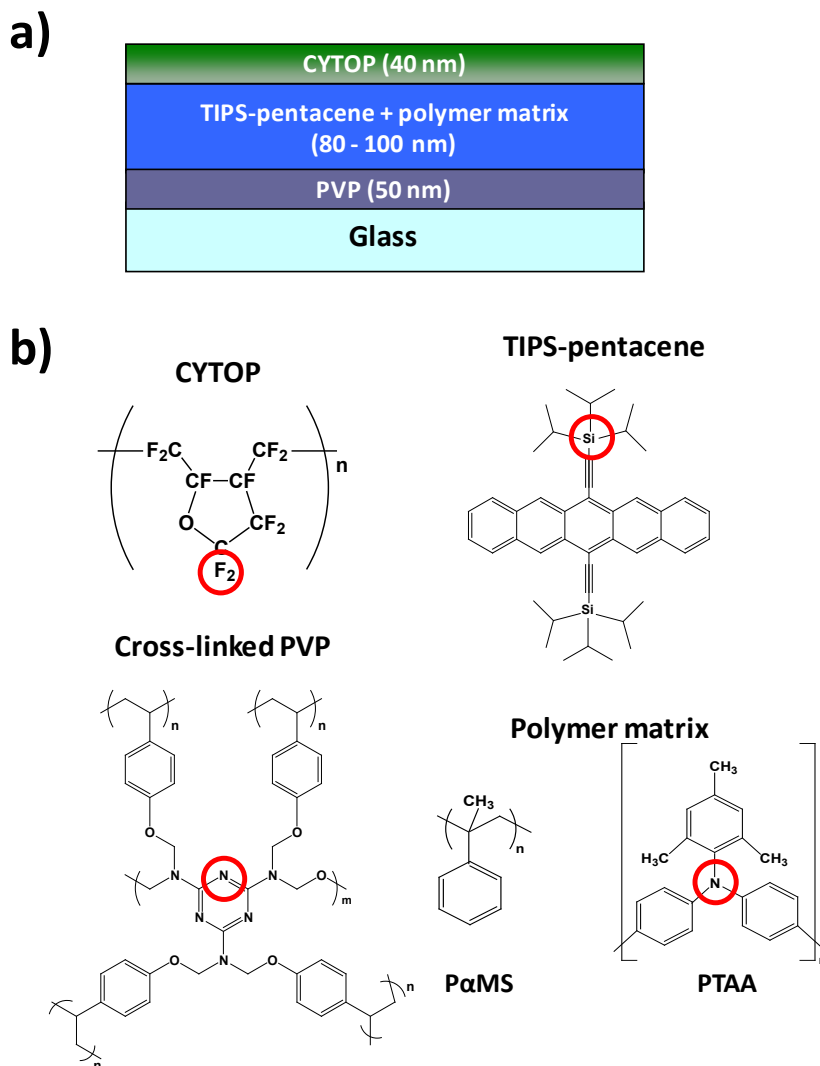 a)
CYTOP (40 nm)
TIPS-pentacene + polymer matrix
(80 - 100 nm)
PVP (50 nm)
Glass
b)
CYTOP
F2C CF2 n
CF CF
O CF2
C
F2
TIPS-pentacene
Si
Si
Cross-linked PVP
n n
O O
N N N O m
N N
N
O O
n n
Polymer matrix
CH3
n
PαMS
CH3
H3C CH3
N
PTAA